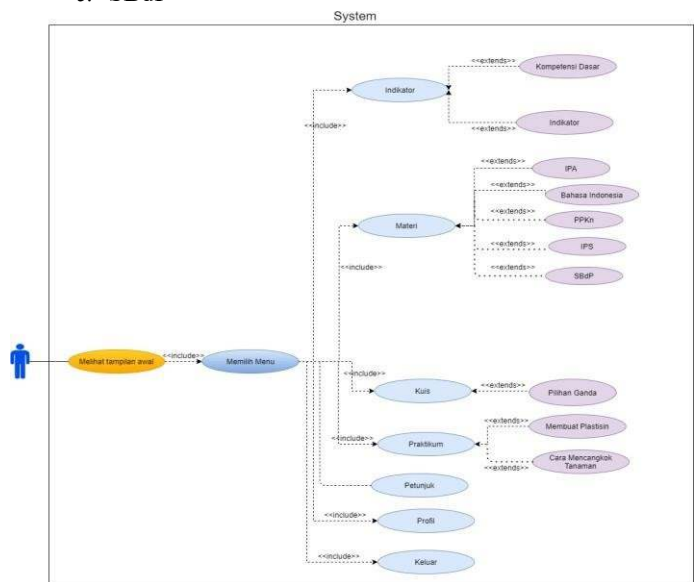 System
<<extends>>
Kompetensi Dasar
Indikator
<<include>>
<<extends>>
Indikator
<<extends>>
IPA
<<extends>>
Bahasa Indonesia
Materi
<<extends>>
PPKn
<<extends>>
IPS
<<include>>
<<extends>>
SBdP
Melihat tampilan awal
<<include>>
Memilih Menu
<<include>>
Kuis
<<extends>>
Pilihan Ganda
<<include>>
Praktikum
<<extends>>
Membuat Plastisin
<<extends>>
Cara Mencangkok
Tanaman
Petunjuk
<<include>>
Profil
<<include>>
Keluar